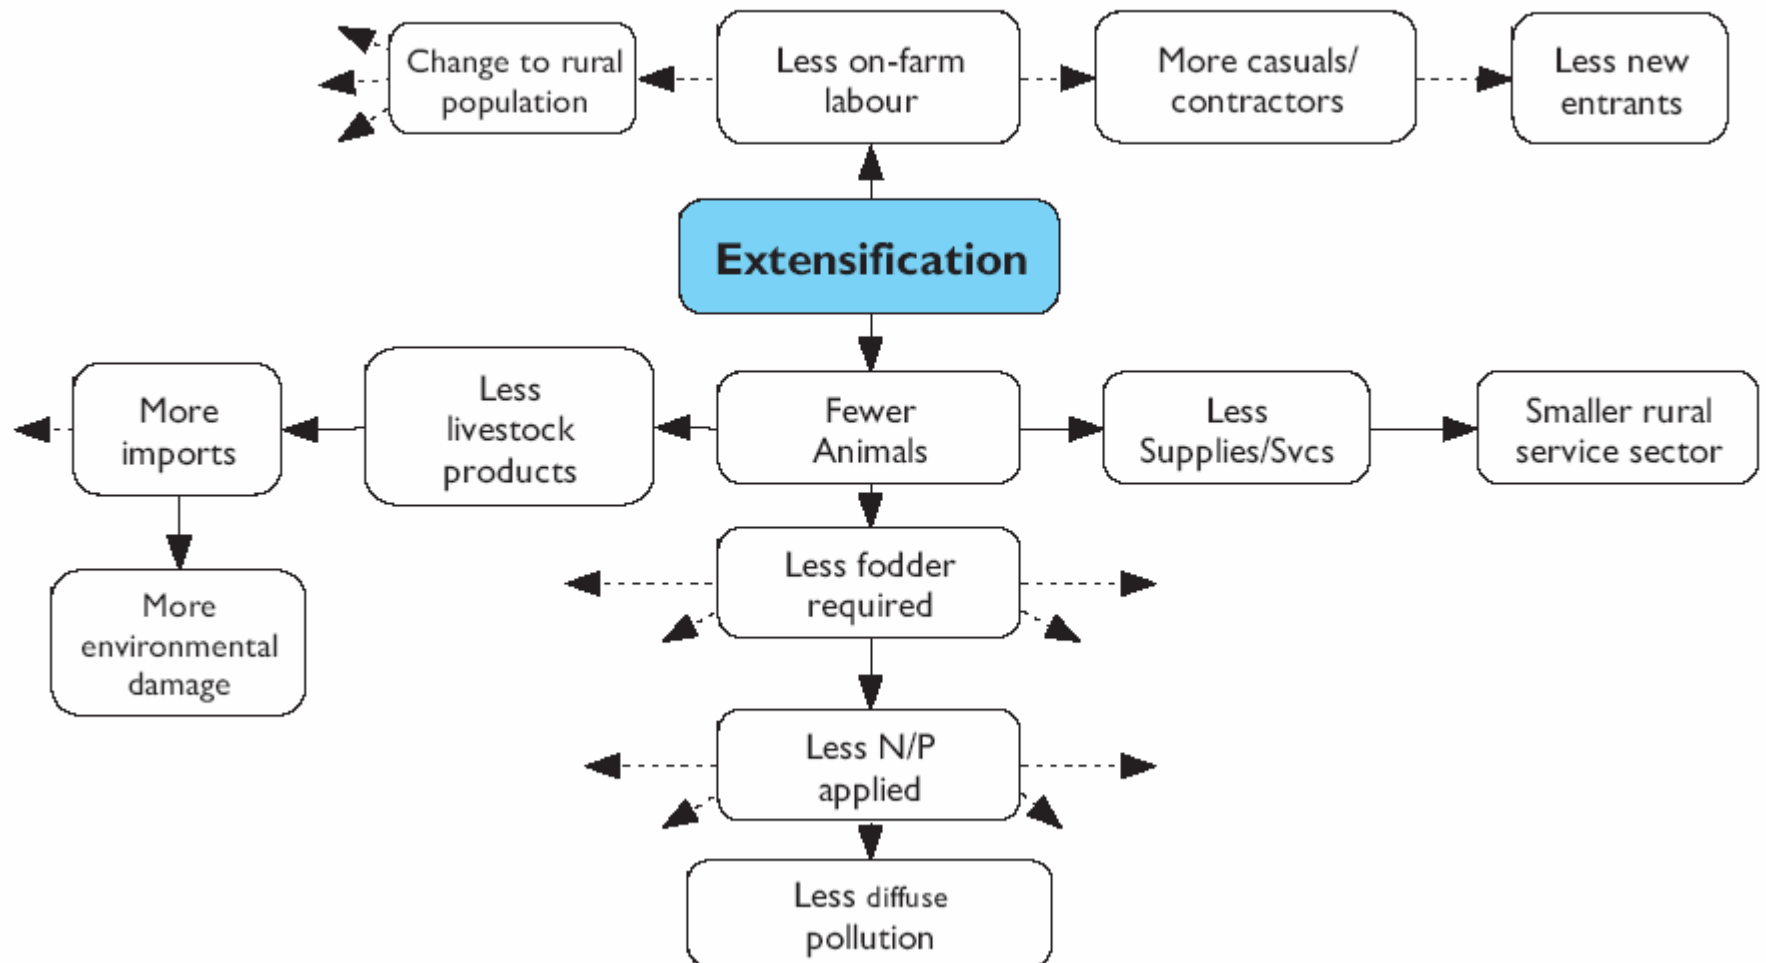 Change to rural
population
Less on-farm
labour
More casuals/
contractors
Less new
entrants
Extensification
More
imports
Less
livestock
products
Fewer
Animals
Less
Supplies/Svcs
Smaller rural
service sector
More
environmental
damage
Less fodder
required
Less N/P
applied
Less diffuse
pollution